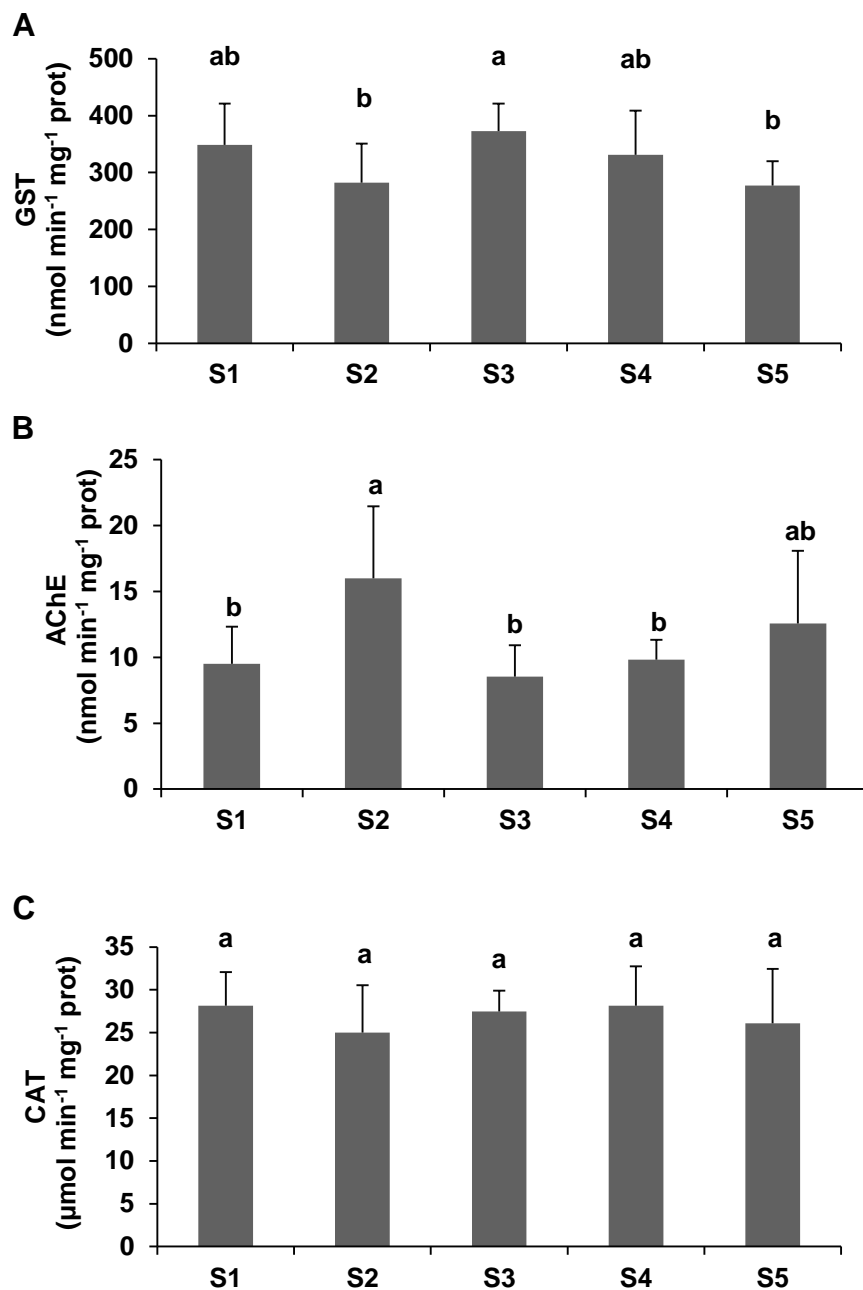 A
500
400
300
200
100
0
GST
(nmol min⁻¹ mg⁻¹ prot)
ab
b
a
ab
b
S1 S2 S3 S4 S5
B
25
20
15
10
5
0
AChE
(nmol min⁻¹ mg⁻¹ prot)
b
a
b
b
ab
S1 S2 S3 S4 S5
C
35
30
25
20
15
10
5
0
CAT
(µmol min⁻¹ mg⁻¹ prot)
a
a
a
a
a
S1 S2 S3 S4 S5